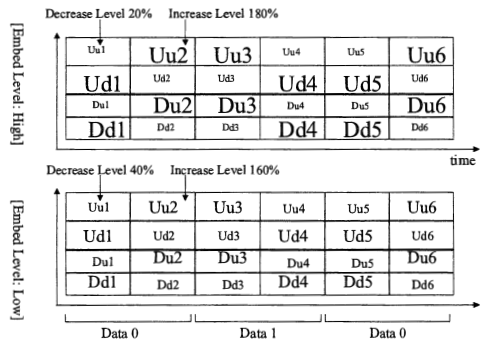 Decrease Level 20% Increase Level 180%
[Embed Level: High]
Uu1 Uu2 Uu3 Uu4 Uu5 Uu6
Ud1 Ud2 Ud3 Ud4 Ud5 Ud6
Du1 Du2 Du3 Du4 Du5 Du6
Dd1 Dd2 Dd3 Dd4 Dd5 Dd6
time
Decrease Level 40% Increase Level 160%
[Embed Level: Low]
Uu1 Uu2 Uu3 Uu4 Uu5 Uu6
Ud1 Ud2 Ud3 Ud4 Ud5 Ud6
Du1 Du2 Du3 Du4 Du5 Du6
Dd1 Dd2 Dd3 Dd4 Dd5 Dd6
Data 0 Data 1 Data 0